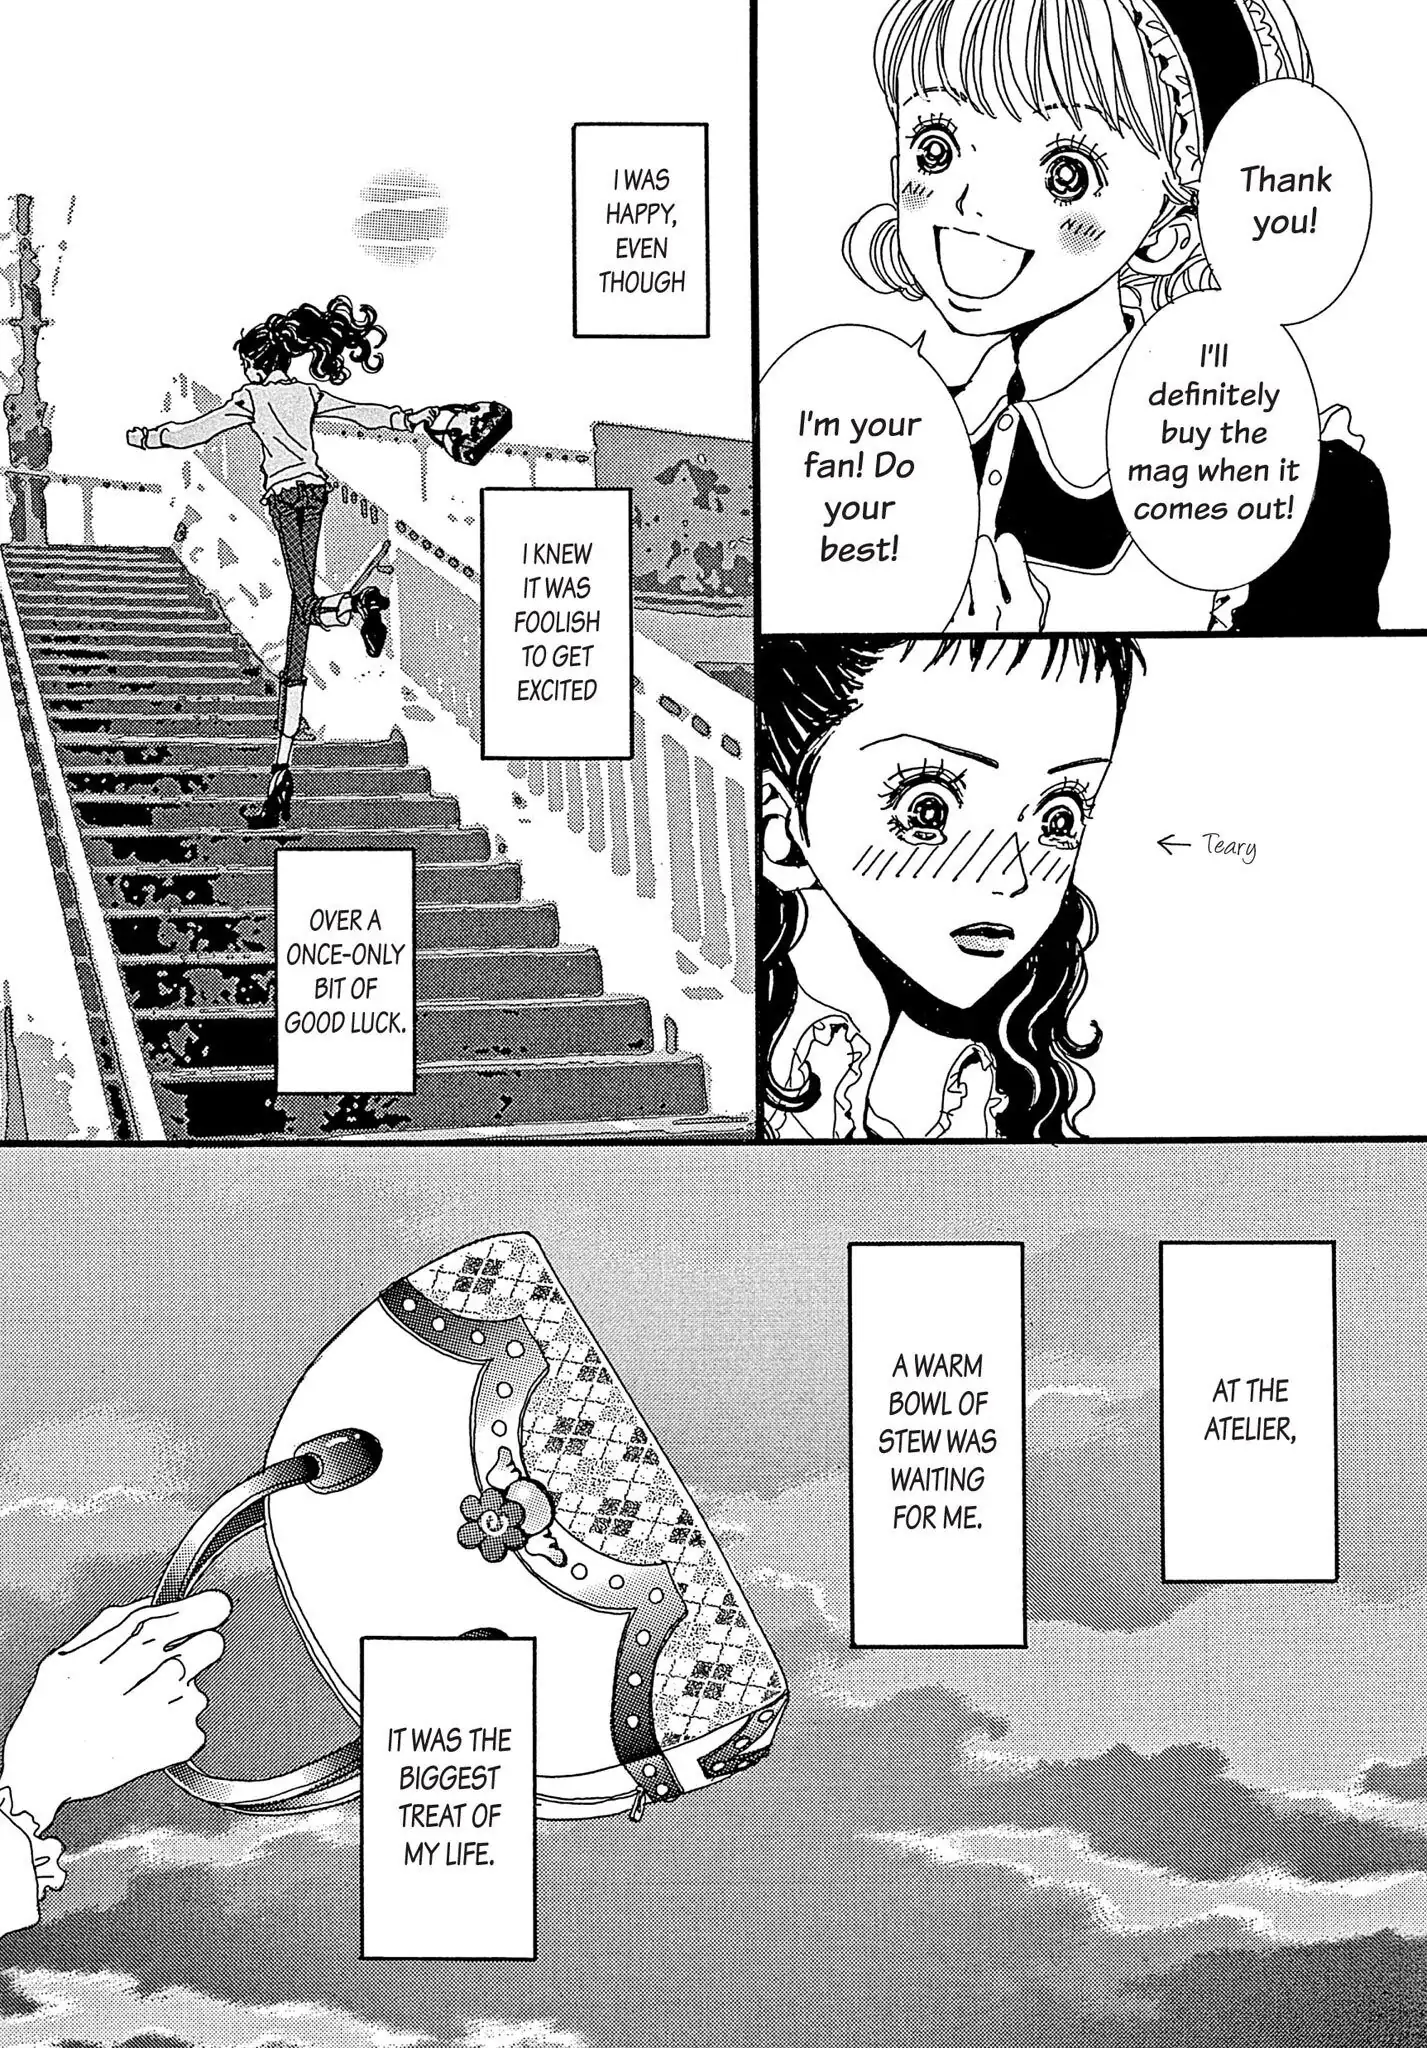 Thank
you!
I'll
definitely
buy the
mag when it
comes out!
I'm your
fan! Do
your
best!
← Teary
I WAS
HAPPY,
EVEN
THOUGH
I KNEW
IT WAS
FOOLISH
TO GET
EXCITED
OVER A
ONCE-ONLY
BIT OF
GOOD LUCK.
AT THE
ATELIER,
A WARM
BOWL OF
STEW WAS
WAITING
FOR ME.
IT WAS THE
BIGGEST
TREAT OF
MY LIFE.